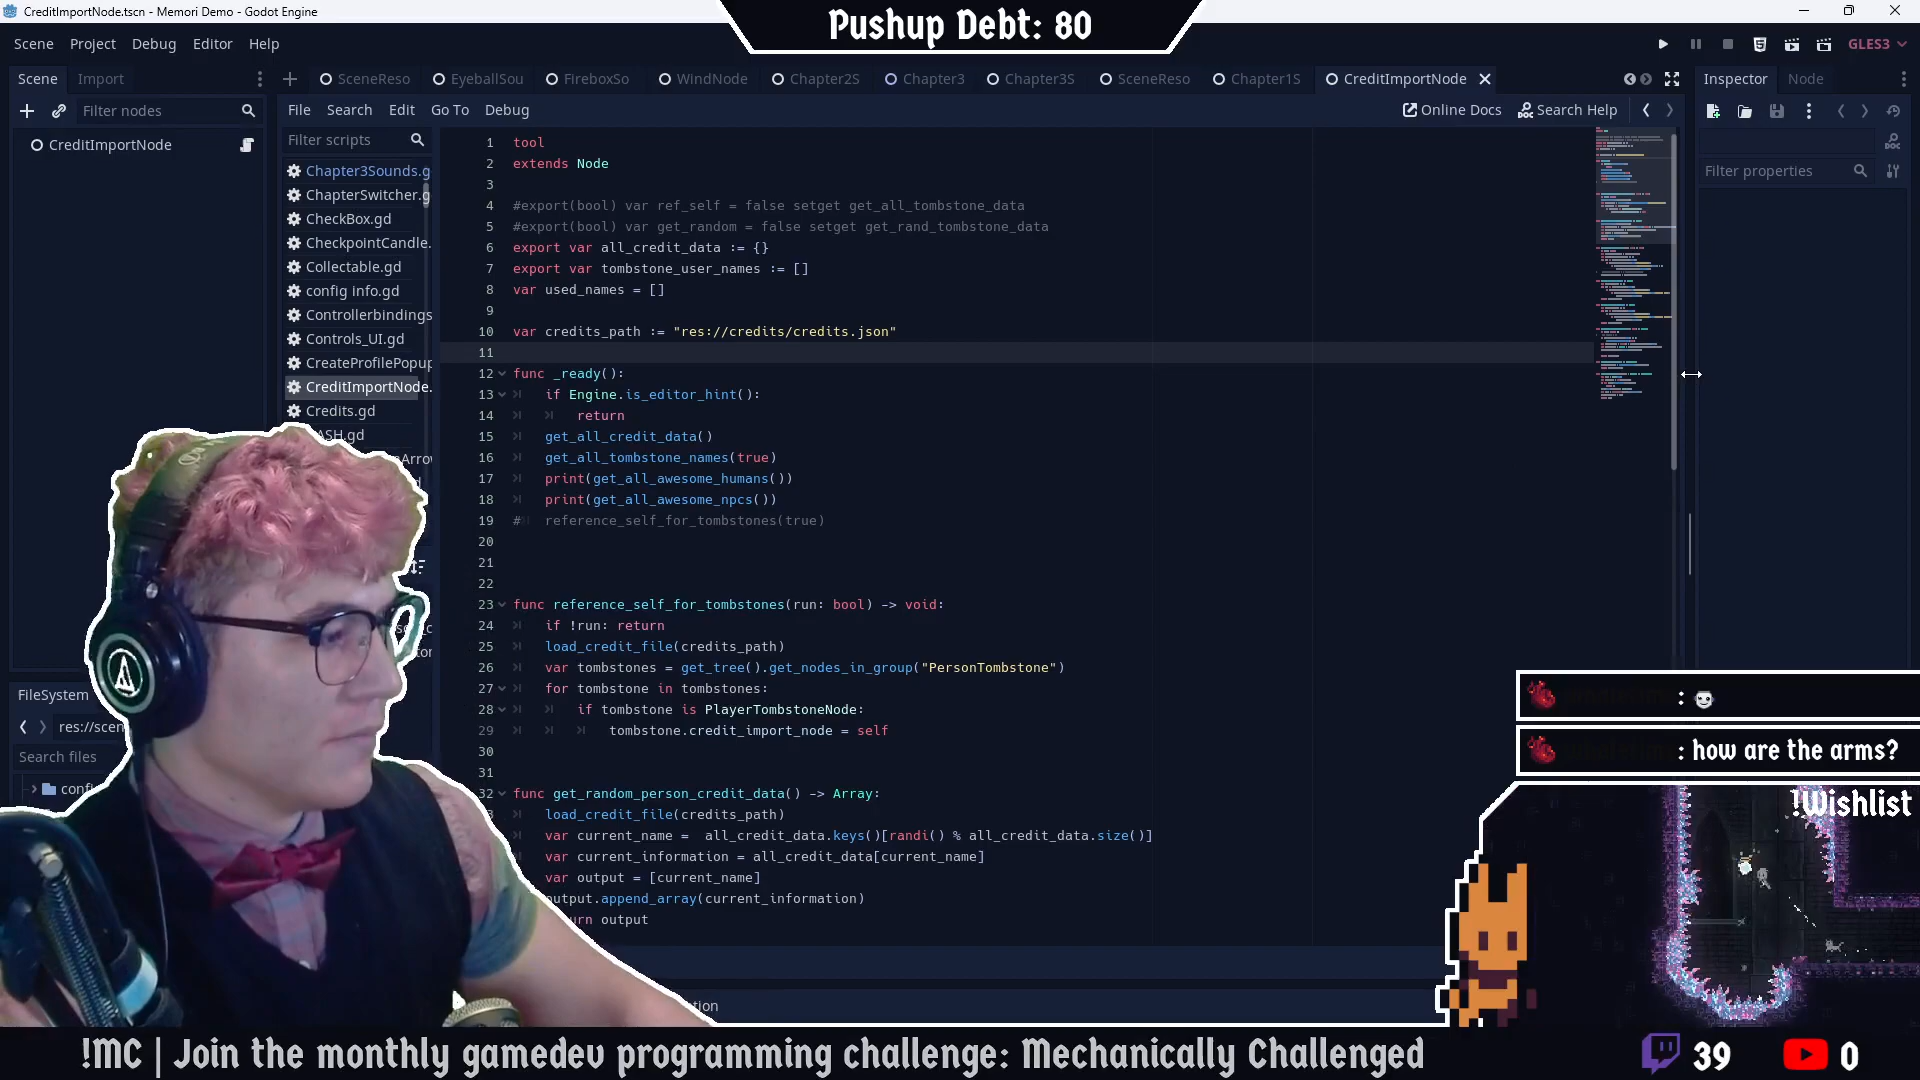 CreditImportNode.tscn - Memori Demo - Godot Engine
Pushup Debt: 80
Scene Project Debug Editor Help
GLES3
Scene Import
SceneReso EyeballSou FireboxSo WindNode Chapter2S Chapter3 Chapter3S SceneReso Chapter1S CreditImportNode
Inspector Node
Filter nodes
File Search Edit Go To Debug
Online Docs Search Help
CreditImportNode
Filter scripts
Filter properties
Chapter3Sounds.g
ChapterSwitcher.g
CheckBox.gd
CheckpointCandle.
Collectable.gd
config info.gd
Controllerbindings
Controls_UI.gd
CreateProfilePopup
CreditImportNode.
Credits.gd
ASH.gd
Arrov
FileSystem
res://scen
Search files
confi
1 tool
2 extends Node
3
4 #export(bool) var ref_self = false setget get_all_tombstone_data
5 #export(bool) var get_random = false setget get_rand_tombstone_data
6 export var all_credit_data := {}
7 export var tombstone_user_names := []
8 var used_names = []
9
10 var credits_path := "res://credits/credits.json"
11
12 func _ready():
13 if Engine.is_editor_hint():
14 return
15 get_all_credit_data()
16 get_all_tombstone_names(true)
17 print(get_all_awesome_humans())
18 print(get_all_awesome_npcs())
19 # reference_self_for_tombstones(true)
20
21
22
23 func reference_self_for_tombstones(run: bool) -> void:
24 if !run: return
25 load_credit_file(credits_path)
26 var tombstones = get_tree().get_nodes_in_group("PersonTombstone")
27 for tombstone in tombstones:
28 if tombstone is PlayerTombstoneNode:
29 tombstone.credit_import_node = self
30
31
32 func get_random_person_credit_data() -> Array:
3 load_credit_file(credits_path)
var current_name = all_credit_data.keys()[randi() % all_credit_data.size()]
var current_information = all_credit_data[current_name]
var output = [current_name]
output.append_array(current_information)
urn output
tion
:
: how are the arms?
!Wishlist
!MC | Join the monthly gamedev programming challenge: Mechanically Challenged
39
0